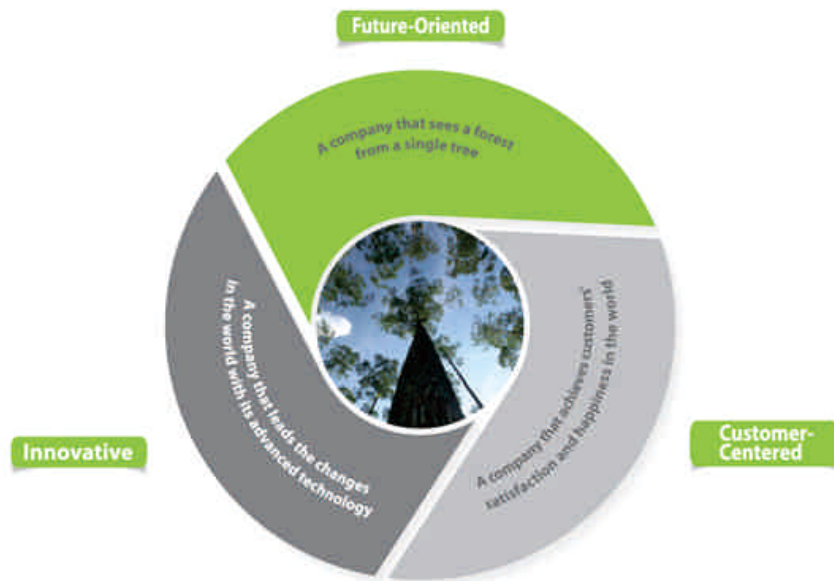 Future-Oriented
A company that sees a forest
from a single tree
A company that leads the changes
In the world with its advanced technology
Innovative
A company that achieves customers'
satisfaction and happiness in the world
Customer-
Centered